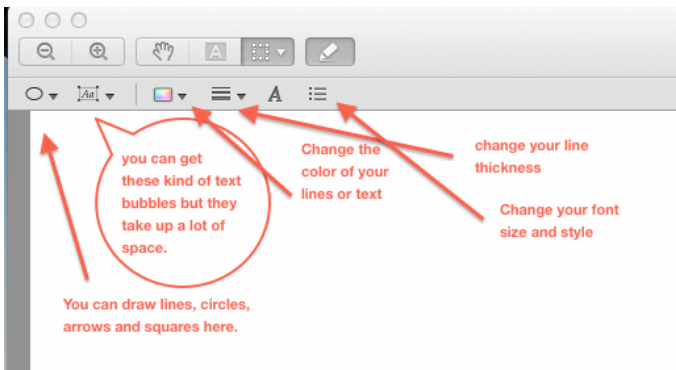 A
Aa
A
you can get
these kind of text
bubbles but they
take up a lot of
space.
Change the
color of your
lines or text
change your line
thickness
Change your font
size and style
You can draw lines, circles,
arrows and squares here.